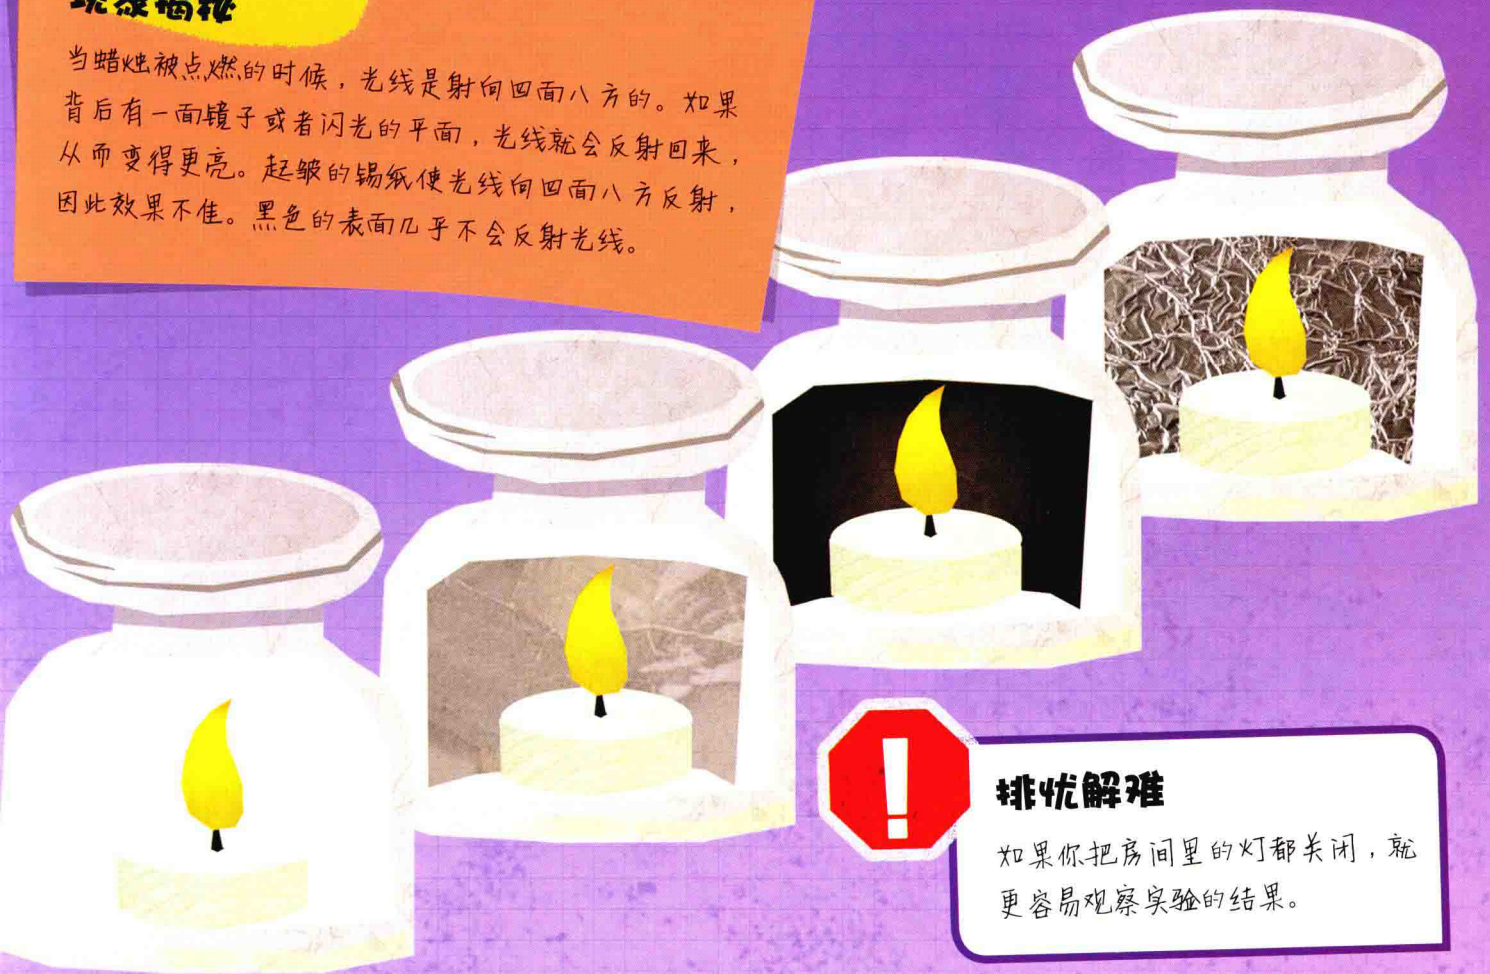 现象揭秘
当蜡烛被点燃的时候，光线是射向四面八方的。如果
背后有一面镜子或者闪光的平面，光线就会反射回来，
从而变得更亮。起皱的锡纸使光线向四面八方反射，
因此效果不佳。黑色的表面几乎不会反射光线。
排忧解难
如果你把房间里的灯都关闭，就
更容易观察实验的结果。